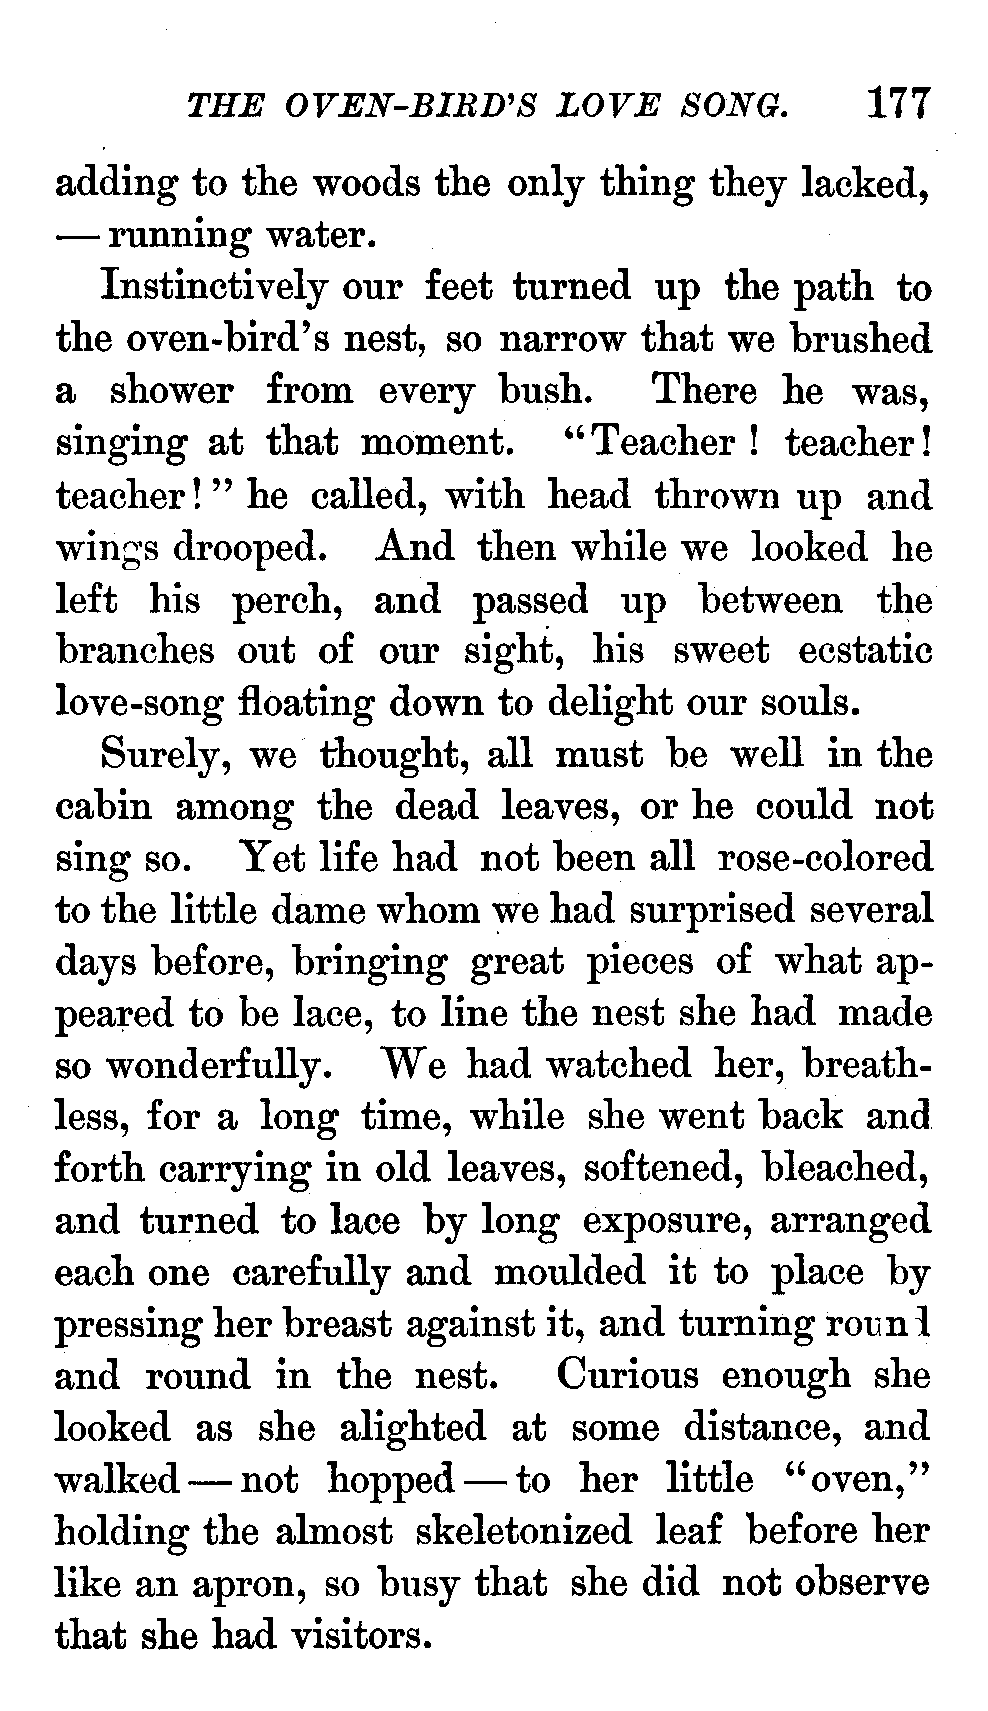 THE OVEN-BIRD'S LOVE SONG. 177
adding to the woods the only thing they lacked,
— running water.
Instinctively our feet turned up the path to
the oven-bird's nest, so narrow that we brushed
a shower from every bush. There he was,
singing at that moment. "Teacher! teacher!
teacher!" he called, with head thrown up and
wings drooped. And then while we looked he
left his perch, and passed up between the
branches out of our sight, his sweet ecstatic
love-song floating down to delight our souls.
Surely, we thought, all must be well in the
cabin among the dead leaves, or he could not
sing so. Yet life had not been all rose-colored
to the little dame whom we had surprised several
days before, bringing great pieces of what ap-
peared to be lace, to line the nest she had made
so wonderfully. We had watched her, breath-
less, for a long time, while she went back and
forth carrying in old leaves, softened, bleached,
and turned to lace by long exposure, arranged
each one carefully and moulded it to place by
pressing her breast against it, and turning round
and round in the nest. Curious enough she
looked as she alighted at some distance, and
walked — not hopped — to her little "oven,"
holding the almost skeletonized leaf before her
like an apron, so busy that she did not observe
that she had visitors.